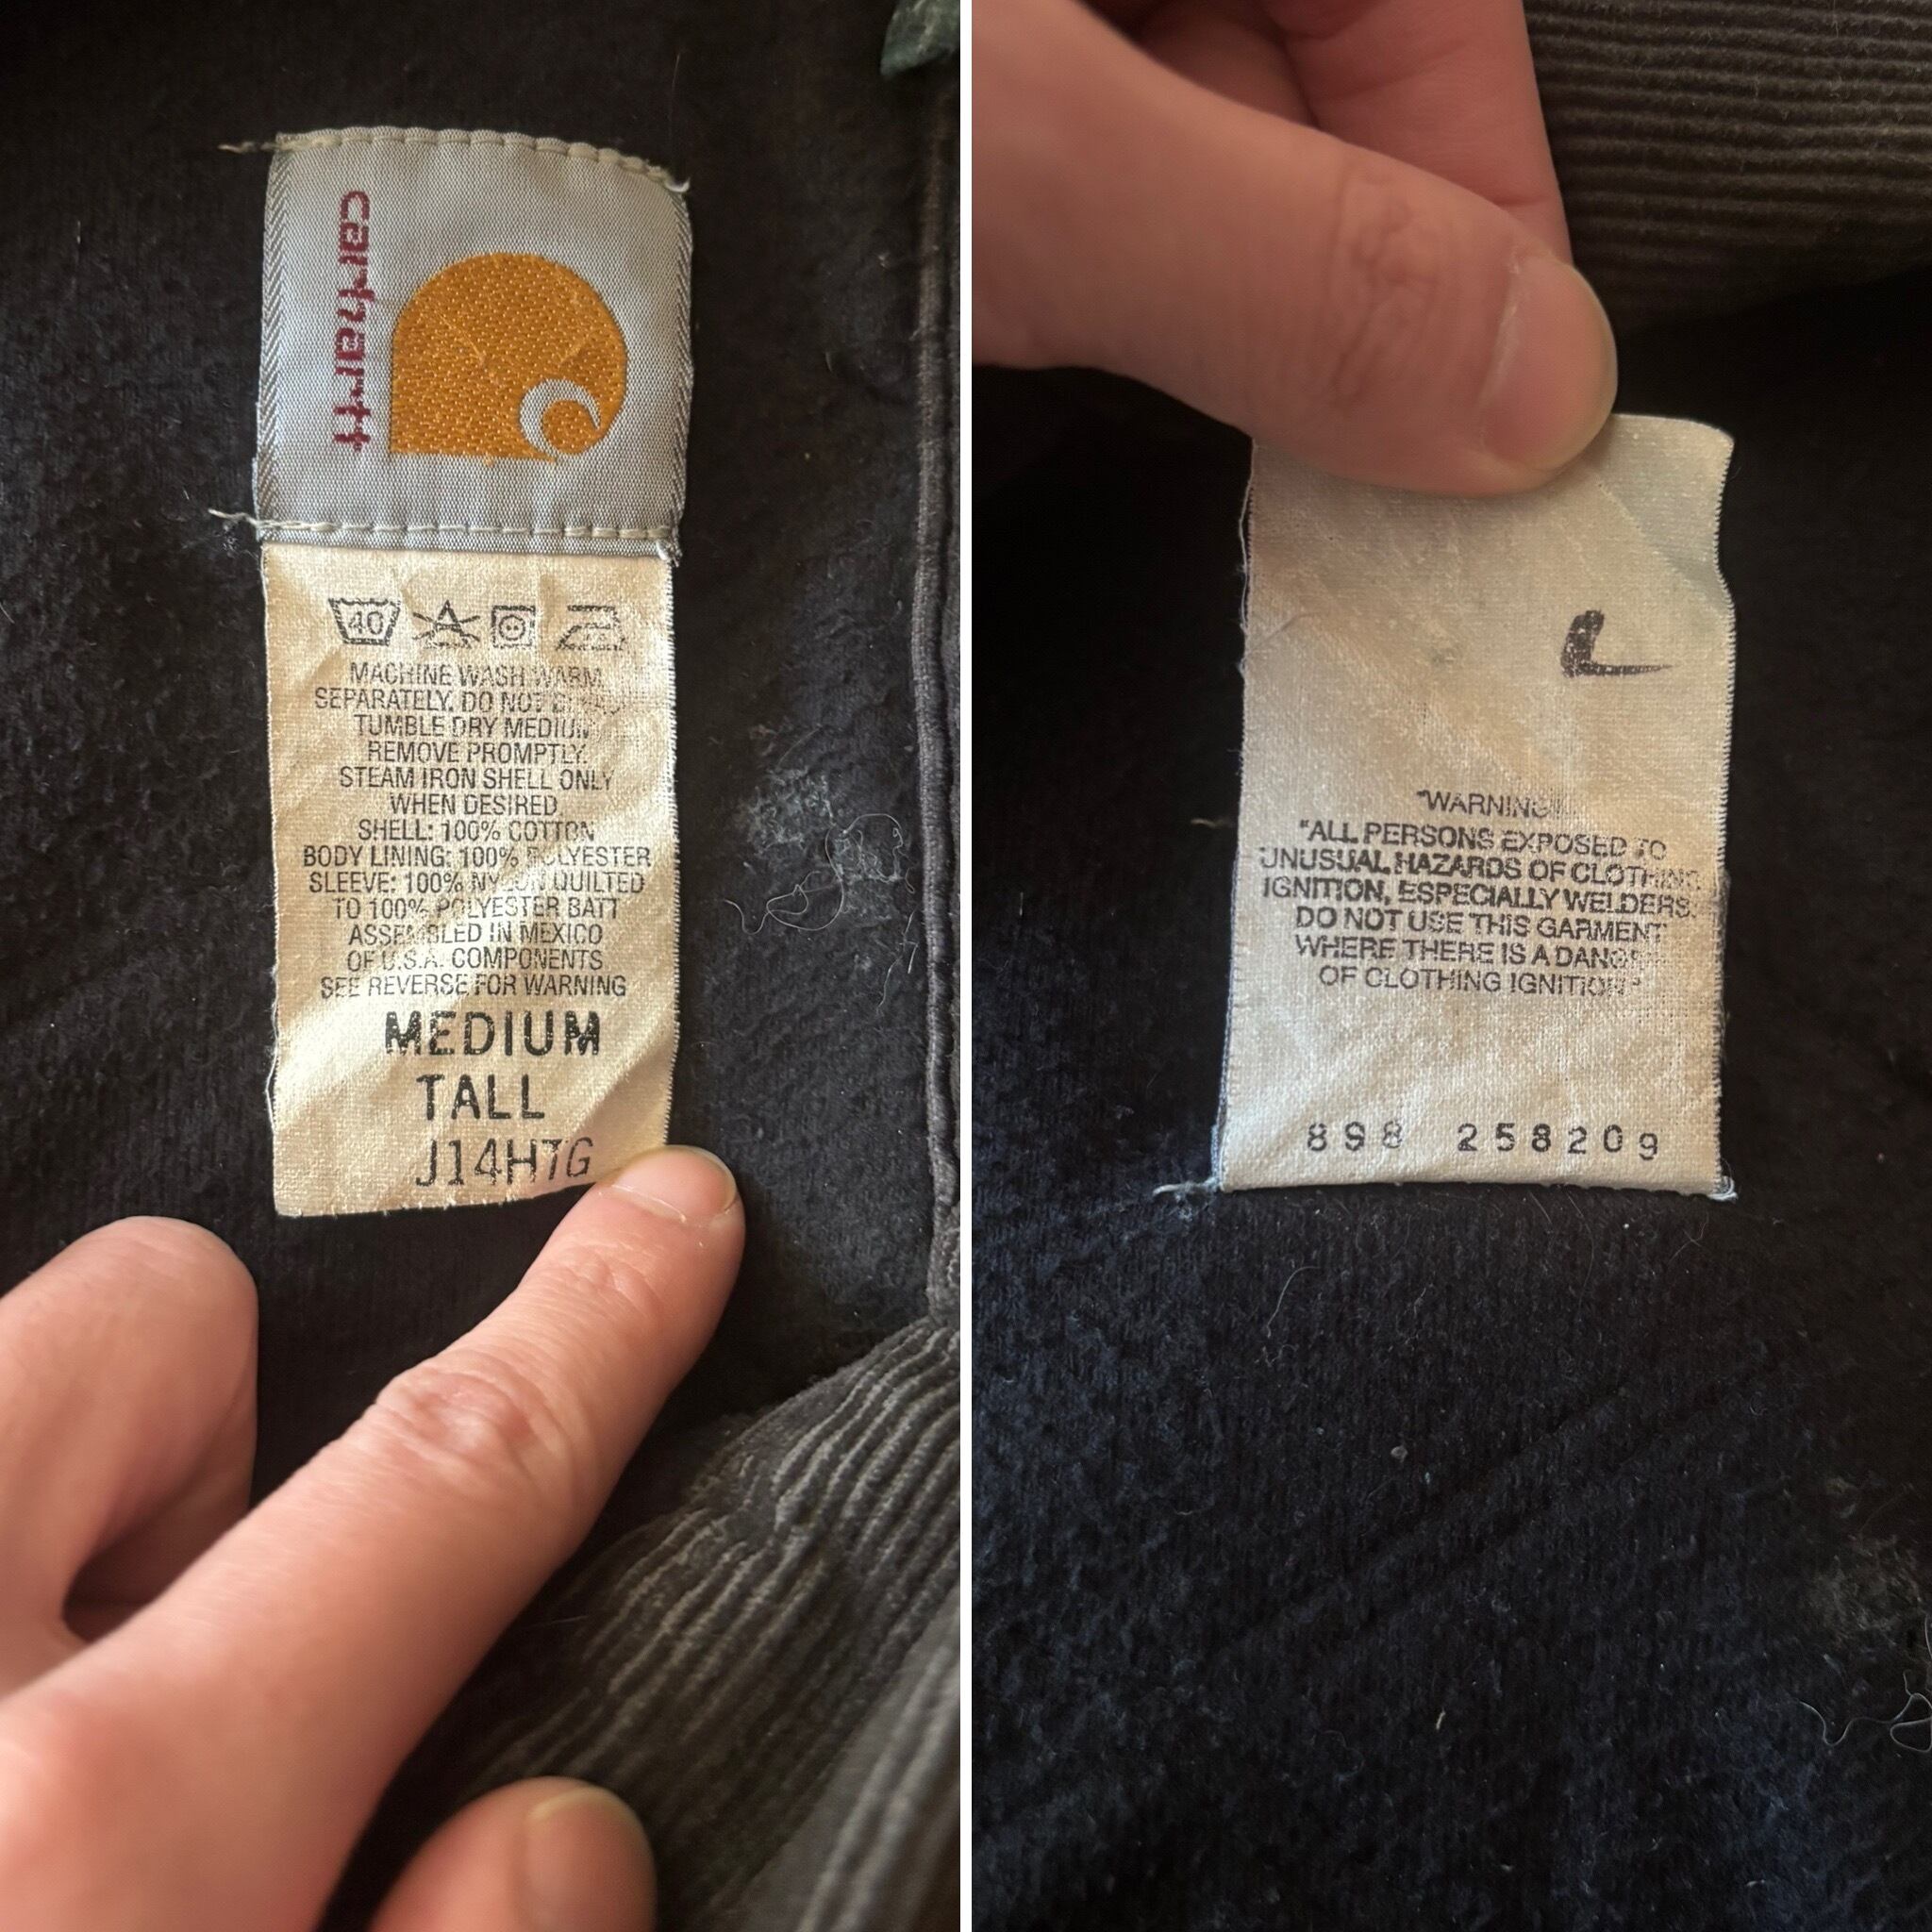 carhartt
40
MACHINE WASH WARM
SEPARATELY. DO NOT
TUMBLE DRY MEDIUM
REMOVE PROMPTLY.
STEAM IRON SHELL ONLY
WHEN DESIRED.
SHELL: 100% COTTON
BODY LINING: 100% POLYESTER
SLEEVE: 100% NYLON QUILTED
TO 100% POLYESTER BATT
ASSEMBLED IN MEXICO
OF U.S.A. COMPONENTS
SEE REVERSE FOR WARNING
MEDIUM
TALL
J14HTG
L
"WARNING
"ALL PERSONS EXPOSED TO
UNUSUAL HAZARDS OF CLOTHING
IGNITION, ESPECIALLY WELDERS:
DO NOT USE THIS GARMENT
WHERE THERE IS A DANGER
OF CLOTHING IGNITION"
898 258209